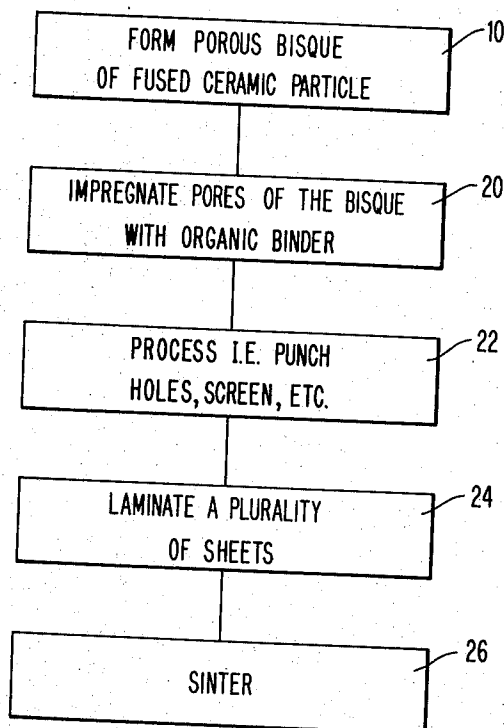 FORM POROUS BISQUE
10
OF FUSED CERAMIC PARTICLE
IMPREGNATE PORES OF THE BISQUE
20
WITH ORGANIC BINDER
PROCESS I.E. PUNCH
22
HOLES, SCREEN, ETC.
LAMINATE A PLURALITY
24
OF SHEETS
SINTER
26